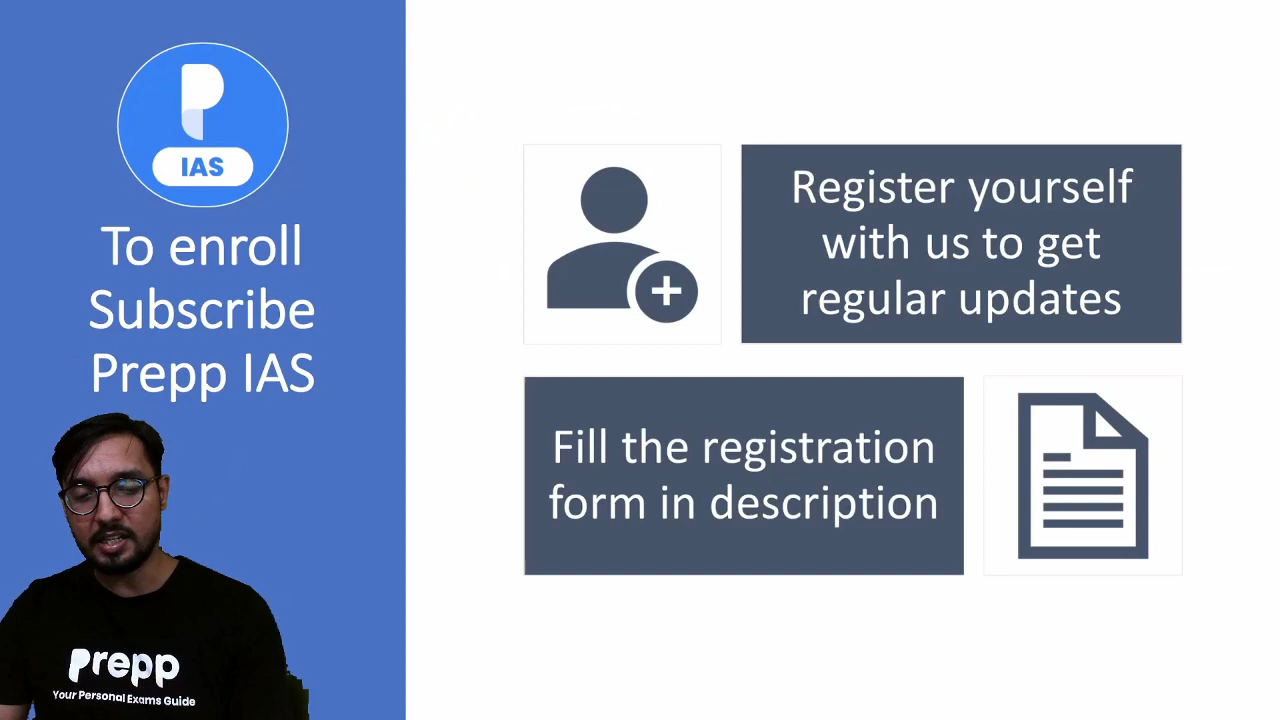 IAS
To enroll
Subscribe
Prepp IAS
Register yourself
with us to get
regular updates
Fill the registration
form in description
prepp
Your Personal Exams Guide